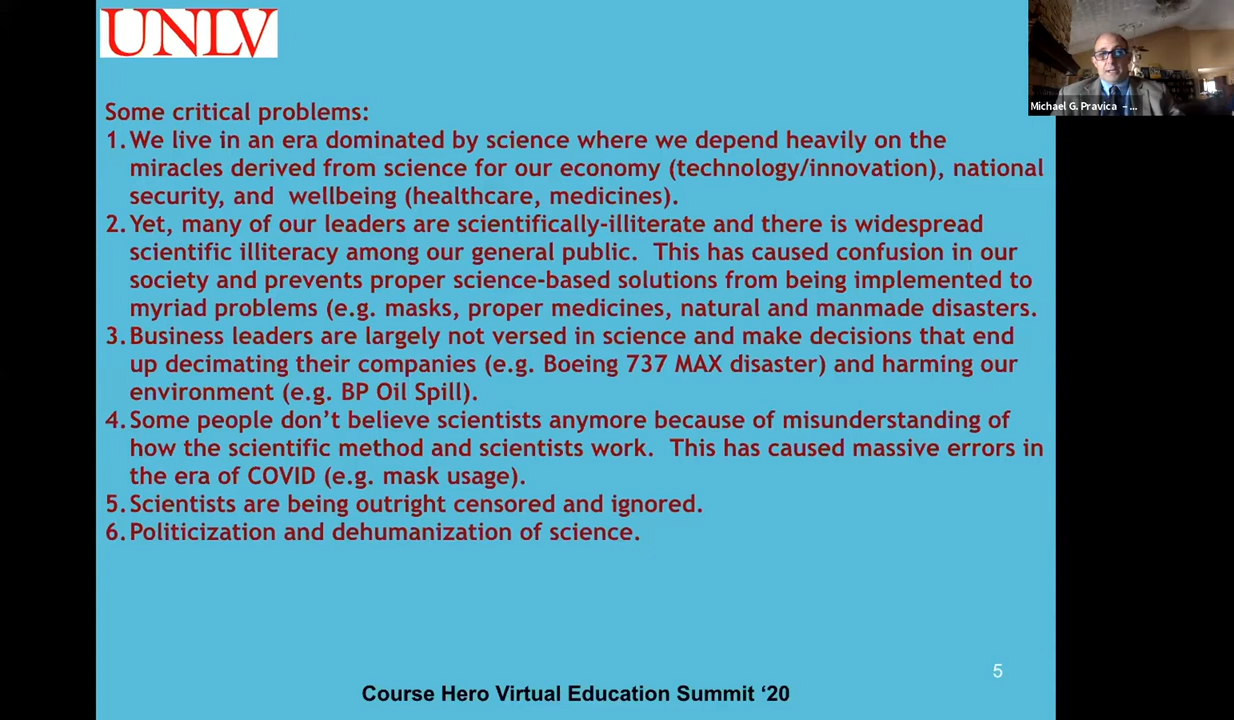 UNLV
Michael G. Pravica - ...
Some critical problems:
1. We live in an era dominated by science where we depend heavily on the
miracles derived from science for our economy (technology/innovation), national
security, and wellbeing (healthcare, medicines).
2. Yet, many of our leaders are scientifically-illiterate and there is widespread
scientific illiteracy among our general public. This has caused confusion in our
society and prevents proper science-based solutions from being implemented to
myriad problems (e.g. masks, proper medicines, natural and manmade disasters.
3. Business leaders are largely not versed in science and make decisions that end
up decimating their companies (e.g. Boeing 737 MAX disaster) and harming our
environment (e.g. BP Oil Spill).
4. Some people don't believe scientists anymore because of misunderstanding of
how the scientific method and scientists work. This has caused massive errors in
the era of COVID (e.g. mask usage).
5. Scientists are being outright censored and ignored.
6. Politicization and dehumanization of science.
5
Course Hero Virtual Education Summit ‘20